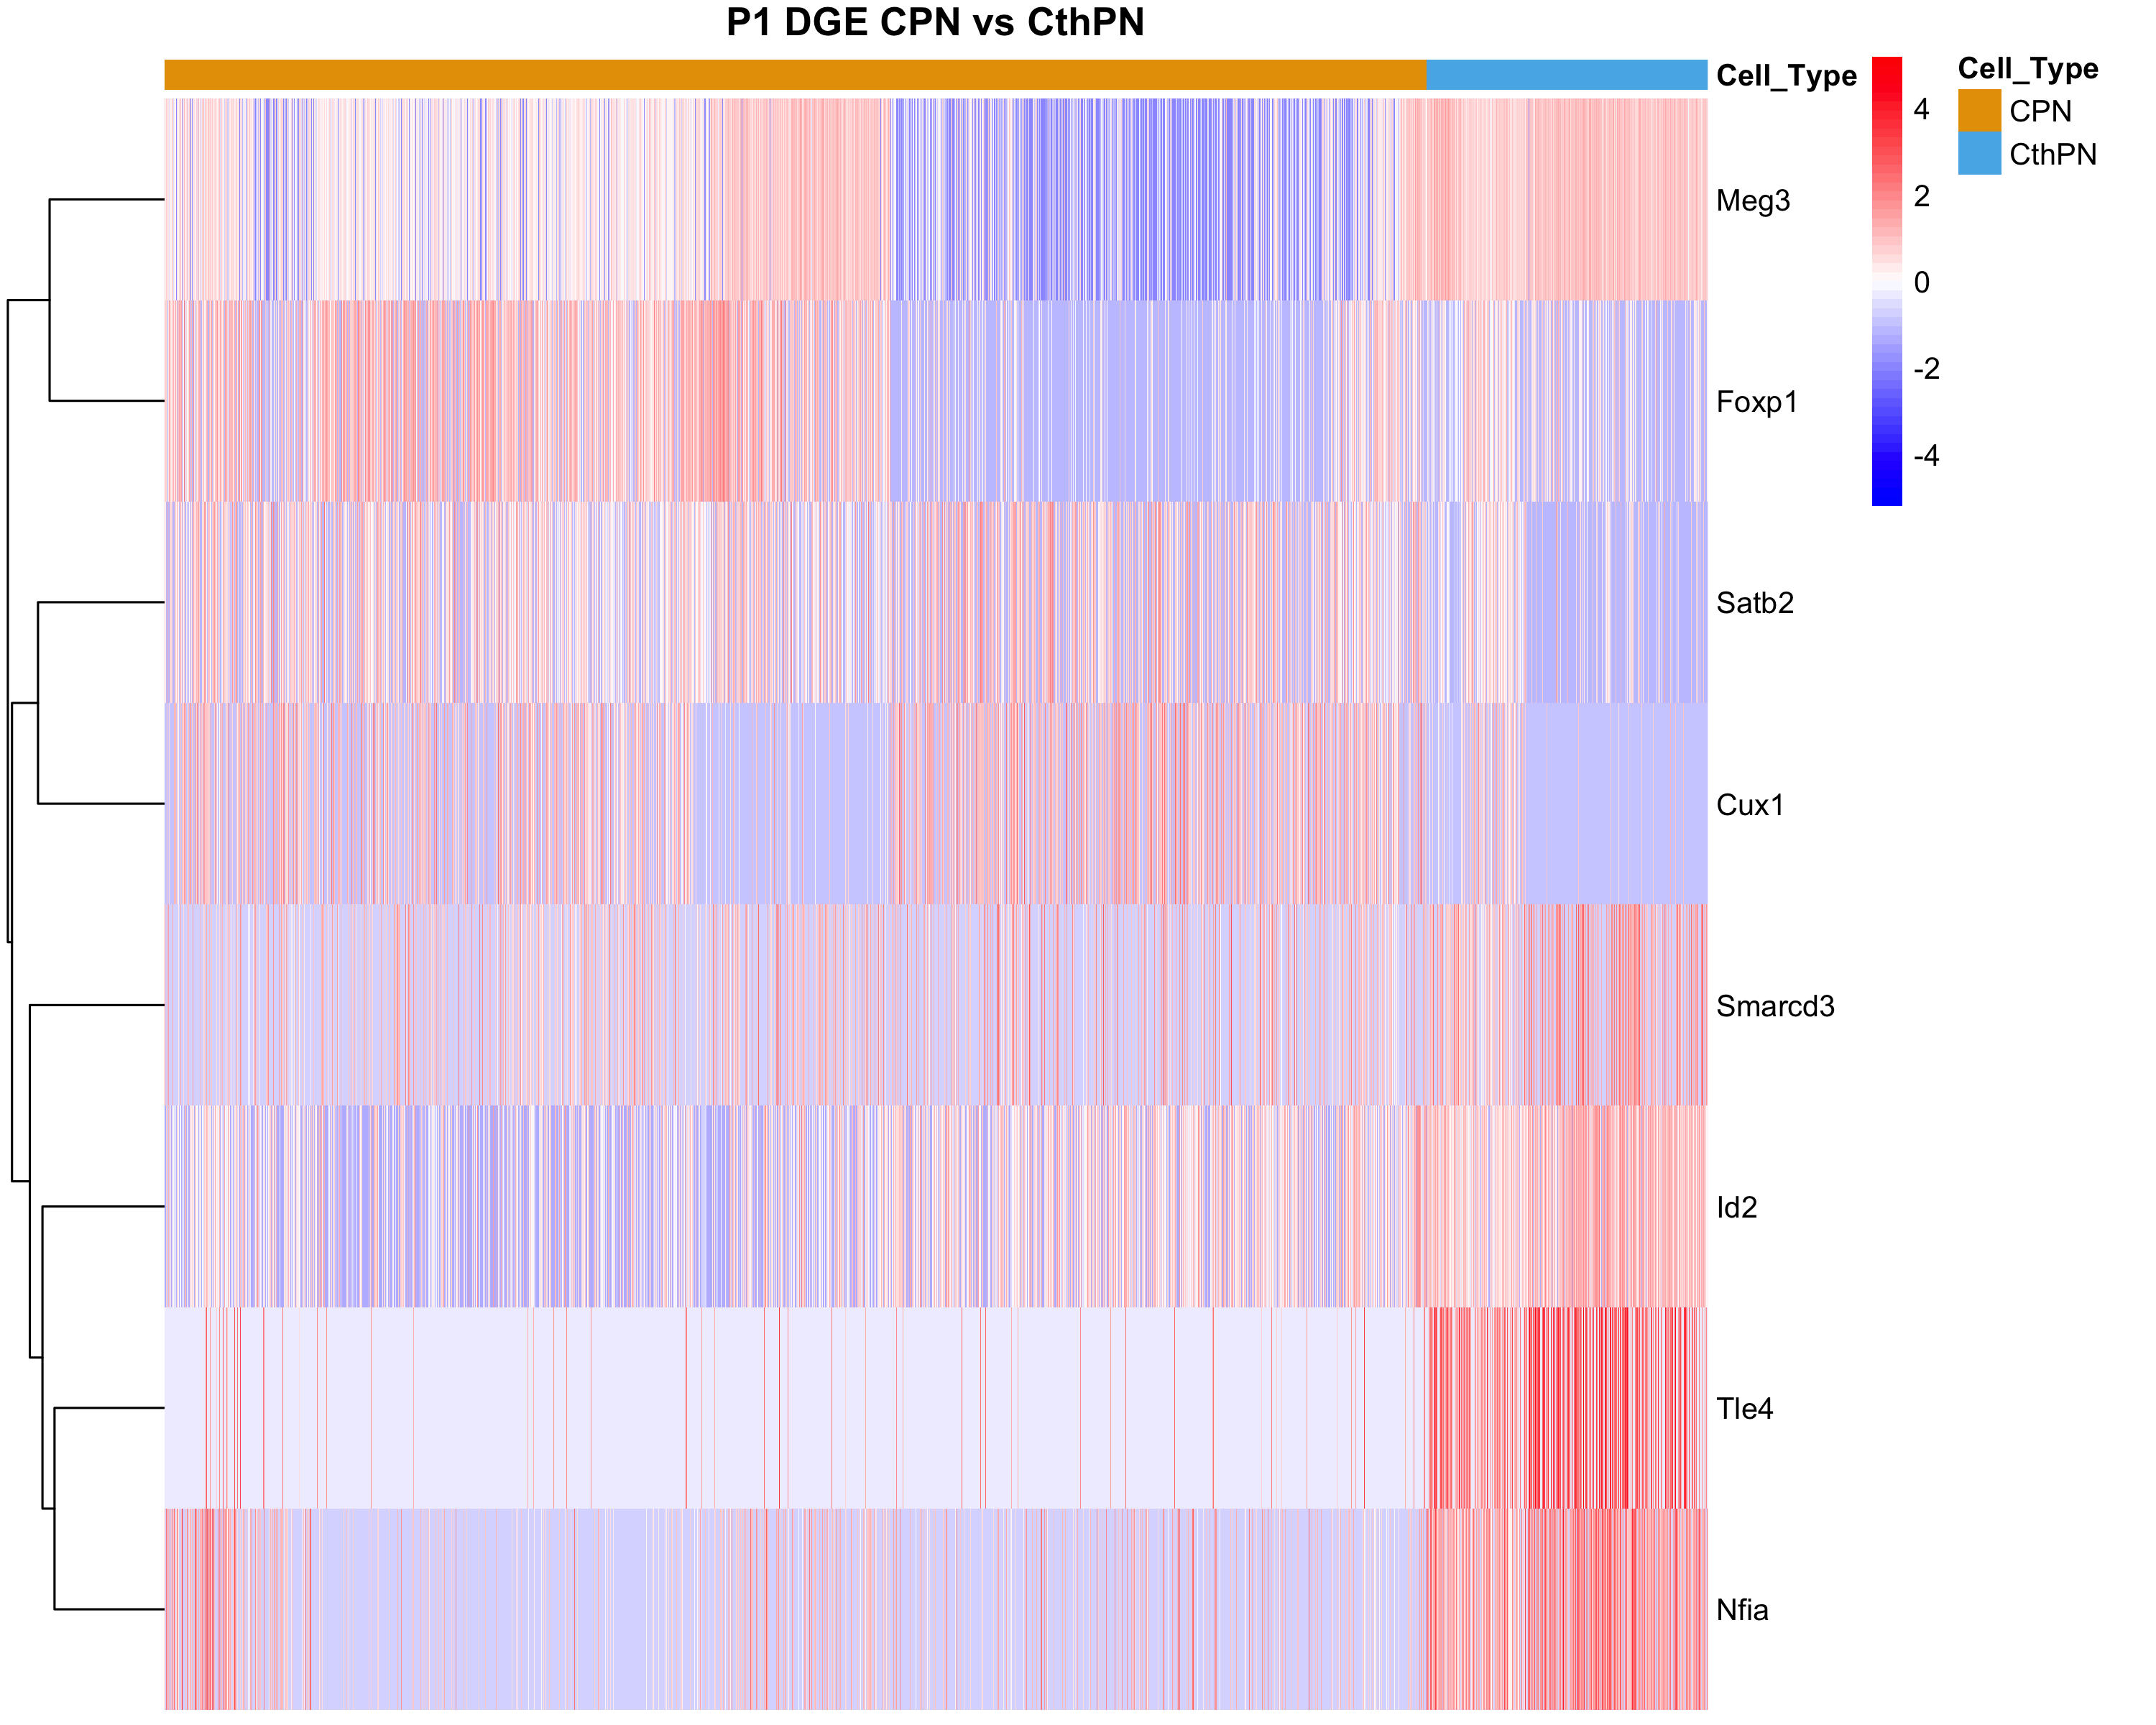 P1 DGE CPN vs CthPN
Cell_Type
Meg3
Foxp1
Satb2
Cux1
Smarcd3
Id2
Tle4
Nfia
4
2
0
-2
-4
Cell_Type
CPN
CthPN